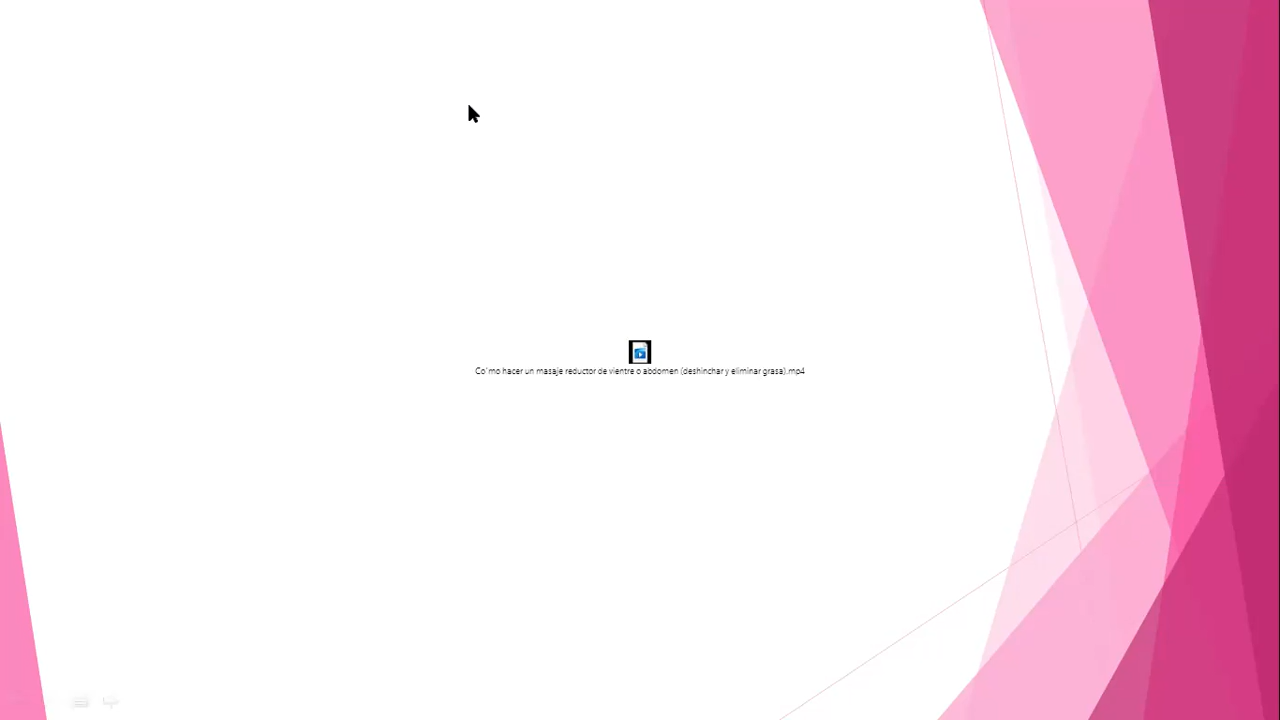 Co´mo hacer un masaje reductor de vientre o abdomen (deshinchar y eliminar grasa).mp4